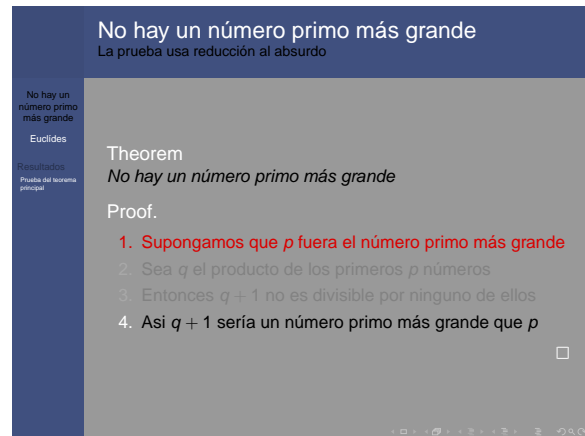 No hay un número primo más grande
La prueba usa reducción al absurdo
No hay un
número primo
más grande
Euclídes
Resultados
Prueba del teorema
principal
Theorem
No hay un número primo más grande
Proof.
1. Supongamos que p fuera el número primo más grande
2. Sea q el producto de los primeros p números
3. Entonces q + 1 no es divisible por ninguno de ellos
4. Asi q + 1 sería un número primo más grande que p